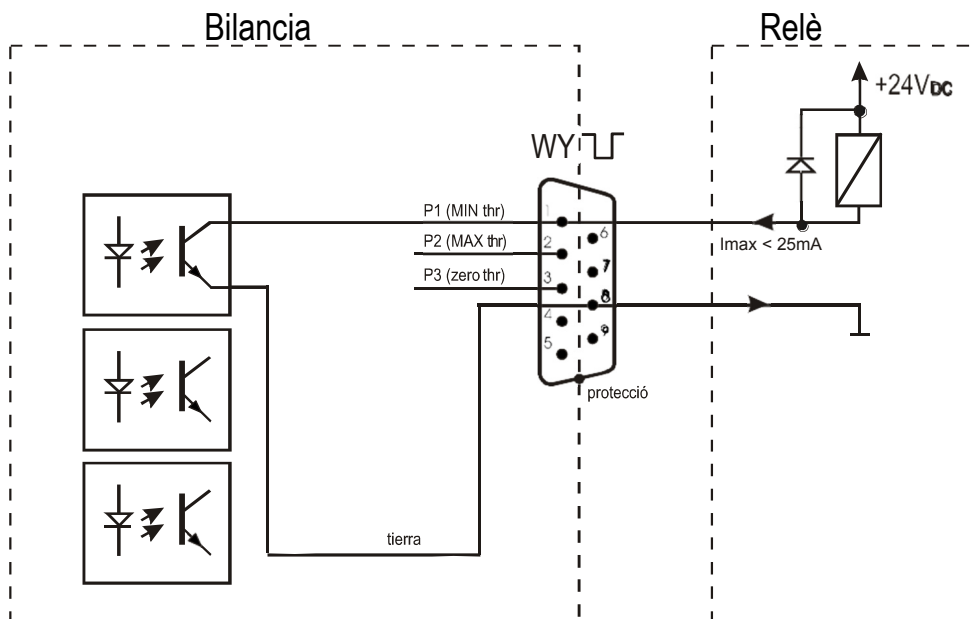 Bilancia
Relè
+24VDC
WY
P1 (MIN thr)
P2 (MAX thr)
P3 (zero thr)
1
2
3
4
5
6
7
8
9
Imax < 25mA
protecció
tierra